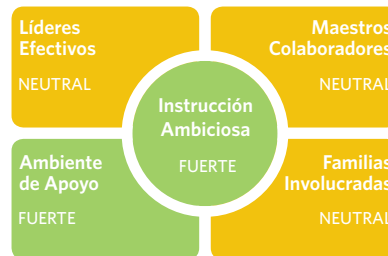 Líderes
Efectivos
NEUTRAL
Maestros
Colaboradores
NEUTRAL
Instrucción
Ambiciosa
FUERTE
Ambiente
de Apoyo
FUERTE
Familias
Involucradas
NEUTRAL